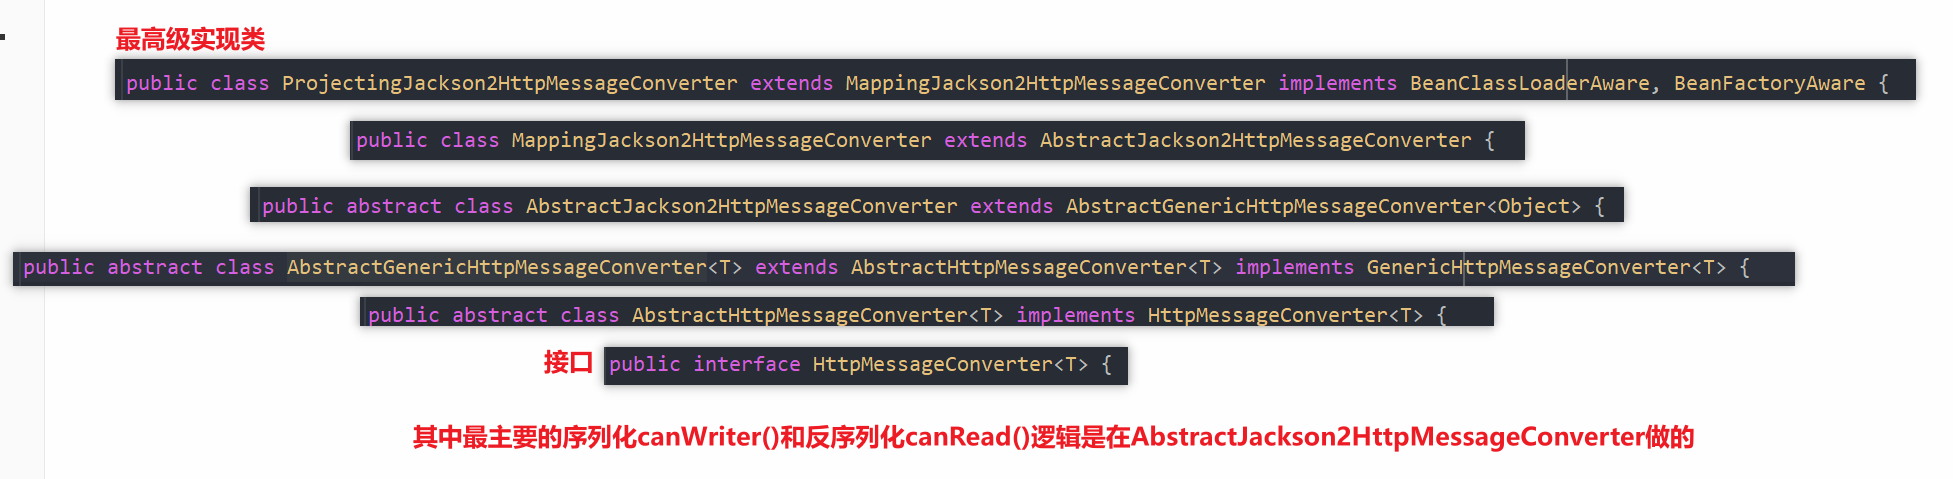 最高级实现类
public class ProjectingJackson2HttpMessageConverter extends MappingJackson2HttpMessageConverter implements BeanClassLoaderAware, BeanFactoryAware {
public class MappingJackson2HttpMessageConverter extends AbstractJackson2HttpMessageConverter {
public abstract class AbstractJackson2HttpMessageConverter extends AbstractGenericHttpMessageConverter<Object> {
public abstract class AbstractGenericHttpMessageConverter<T> extends AbstractHttpMessageConverter<T> implements GenericHttpMessageConverter<T> {
public abstract class AbstractHttpMessageConverter<T> implements HttpMessageConverter<T> {
接口 public interface HttpMessageConverter<T> {
其中最主要的序列化canWriter()和反序列化canRead()逻辑是在AbstractJackson2HttpMessageConverter做的